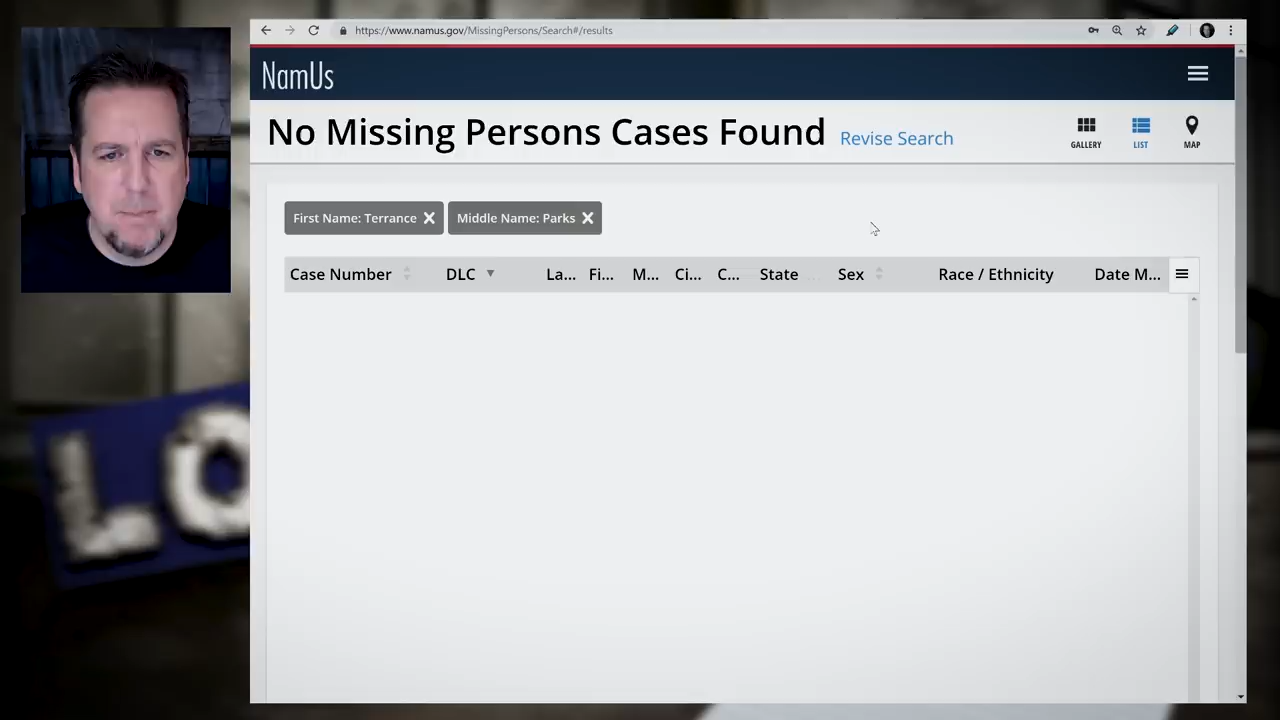 https://www.namus.gov/MissingPersons/Search#/results
NamUs
No Missing Persons Cases Found Revise Search
GALLERY LIST MAP
First Name: Terrance Middle Name: Parks
Case Number DLC La... Fi... M... Ci... C... State Sex Race / Ethnicity Date M...
LO